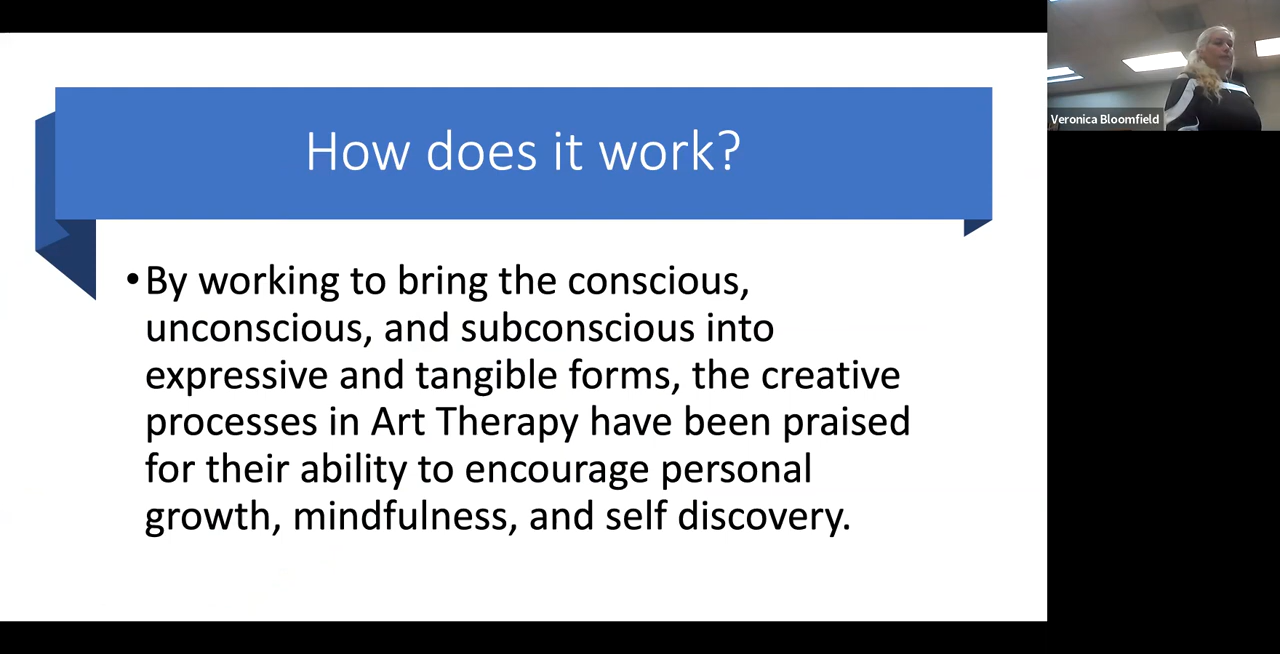 How does it work?
•By working to bring the conscious,
unconscious, and subconscious into
expressive and tangible forms, the creative
processes in Art Therapy have been praised
for their ability to encourage personal
growth, mindfulness, and self discovery.
Veronica Bloomfield